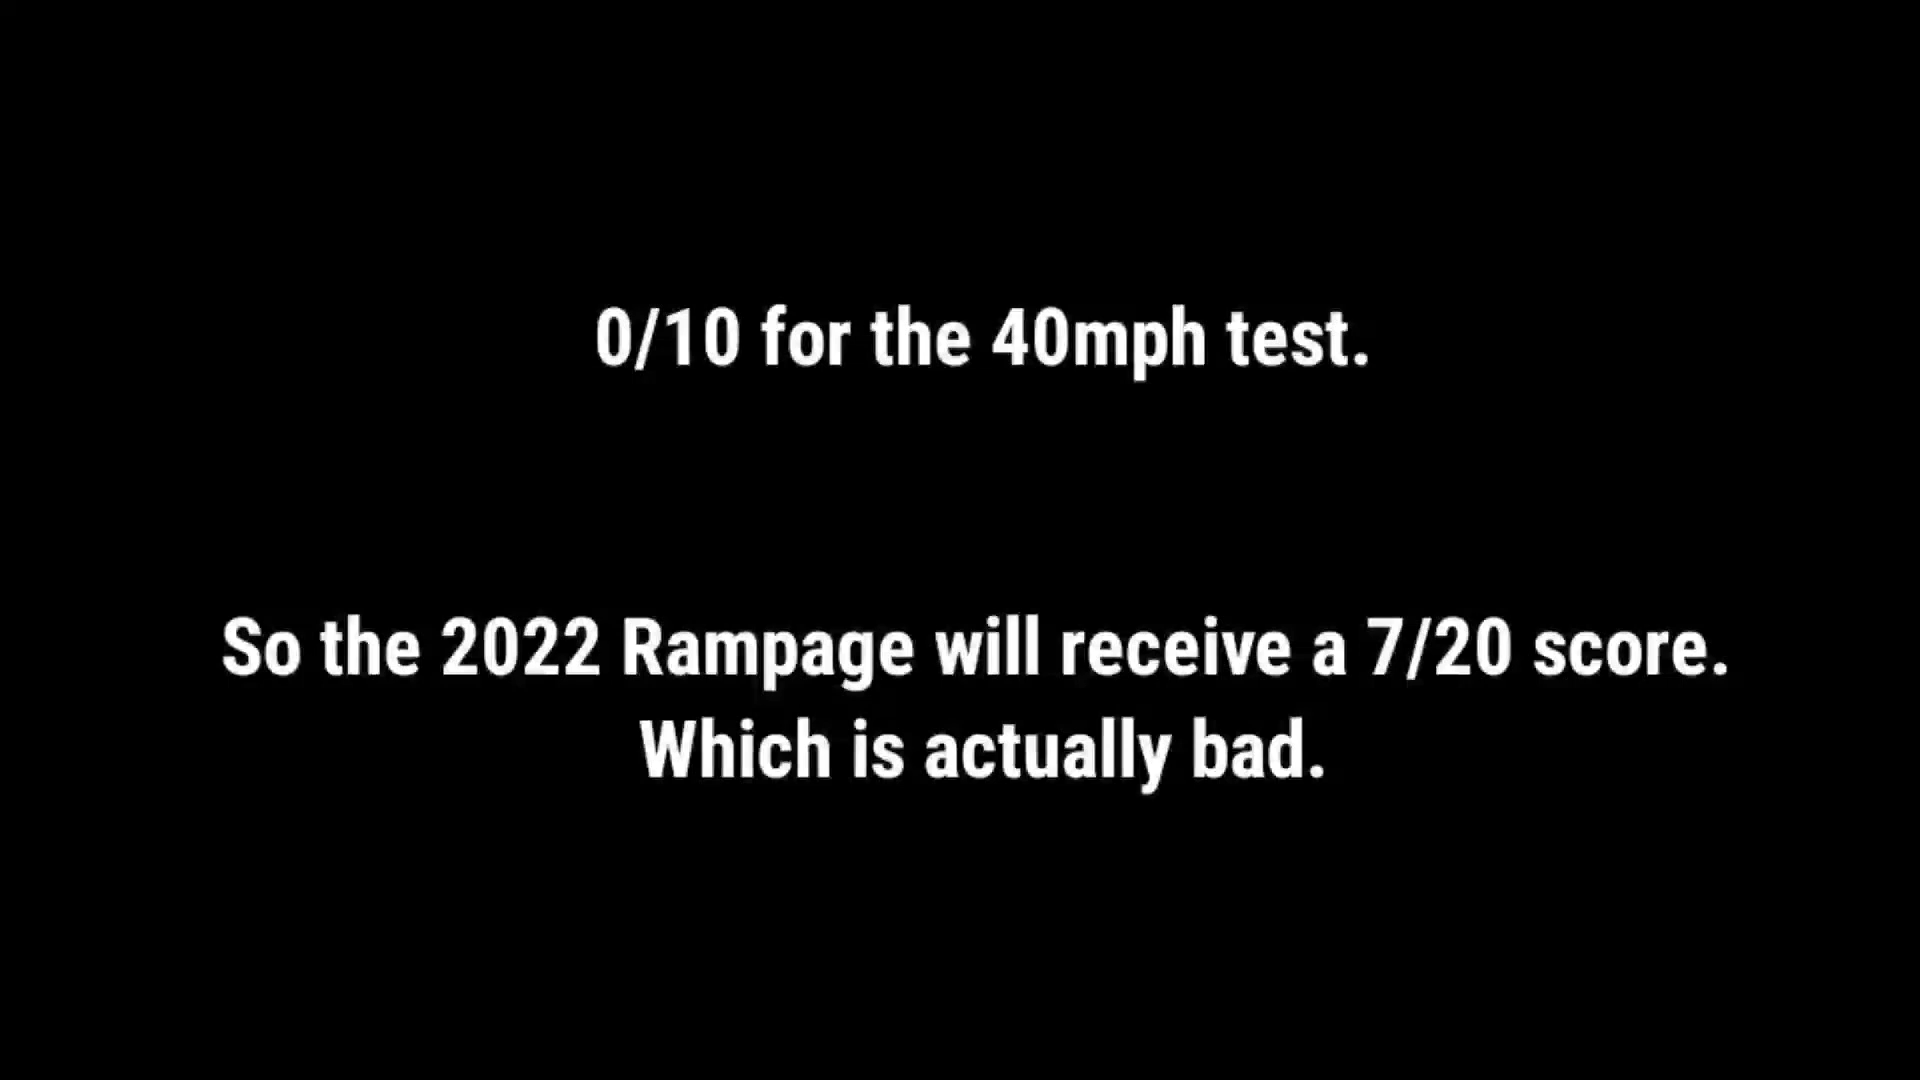 0/10 for the 40mph test.
So the 2022 Rampage will receive a 7/20 score.
Which is actually bad.